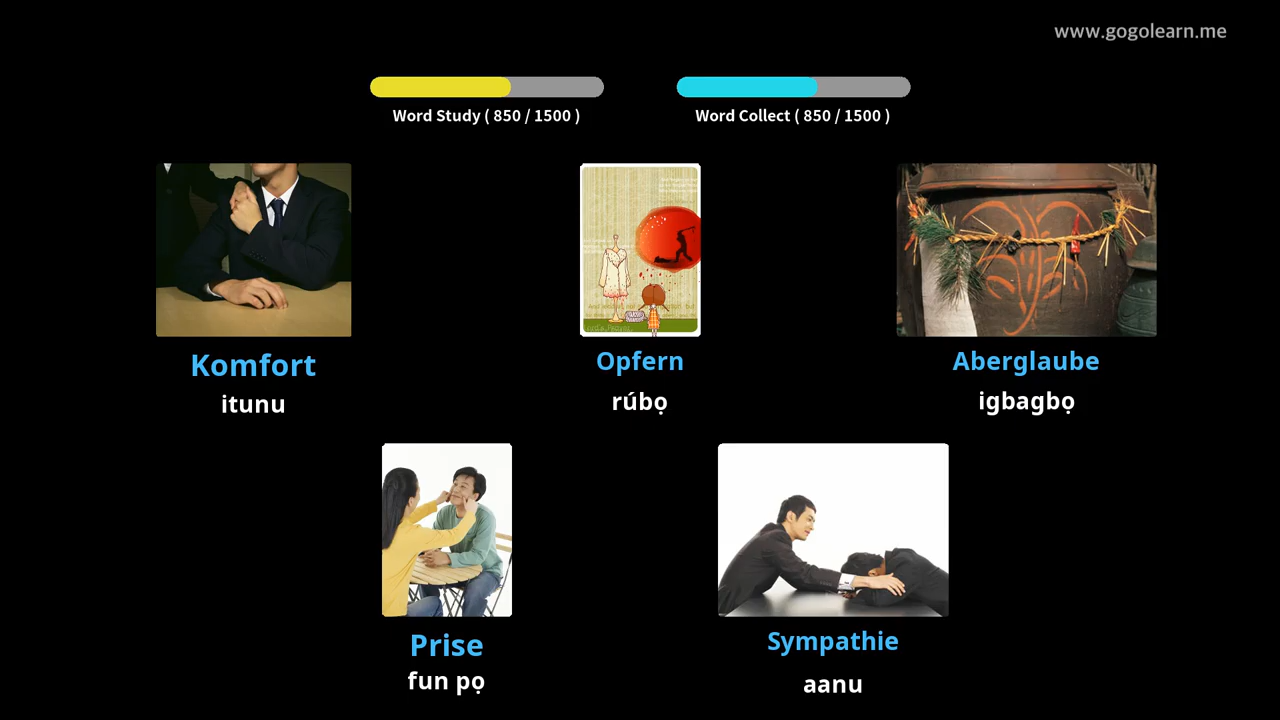 www.gogolearn.me
Word Study ( 850 / 1500 )
Word Collect ( 850 / 1500 )
Komfort
itunu
Opfern
rúbọ
Aberglaube
igbagbọ
Prise
fun pọ
Sympathie
aanu